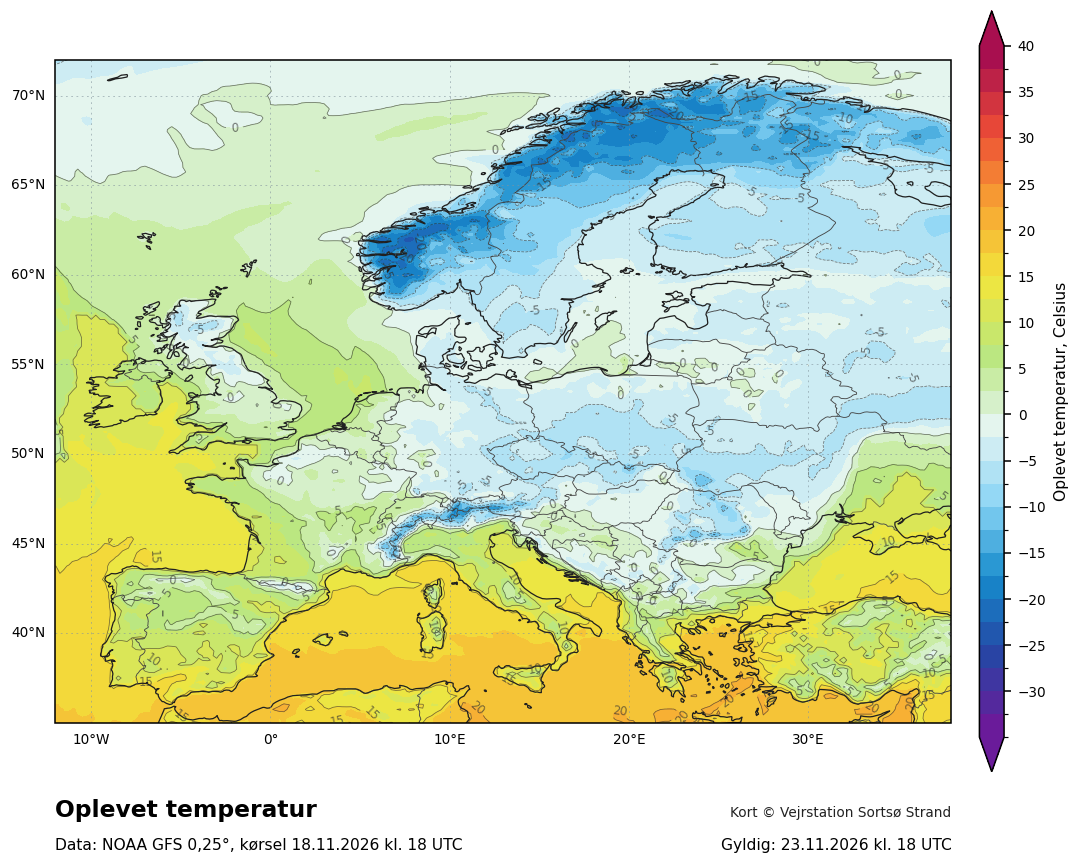 40
35
30
25
20
15
10
5
0
−5
−10
−15
−20
−25
−30
Oplevet temperatur, Celsius
70°N
65°N
60°N
55°N
50°N
45°N
40°N
10°W
0°
10°E
20°E
30°E
Oplevet temperatur
Kort © Vejrstation Sortsø Strand
Data: NOAA GFS 0,25°, kørsel 18.11.2026 kl. 18 UTC
Gyldig: 23.11.2026 kl. 18 UTC